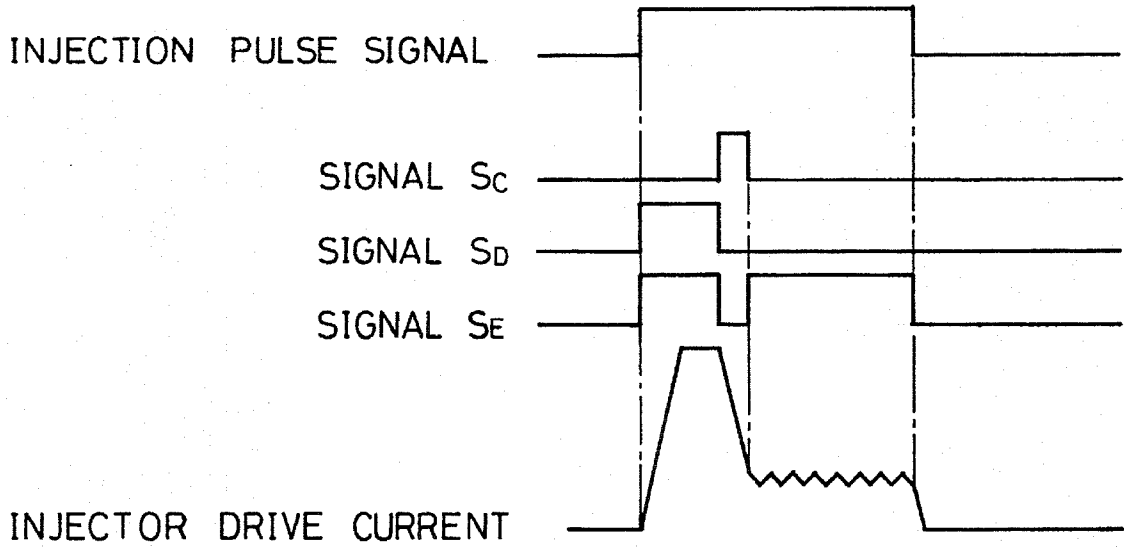 INJECTION PULSE SIGNAL
SIGNAL SC
SIGNAL SD
SIGNAL SE
INJECTOR DRIVE CURRENT